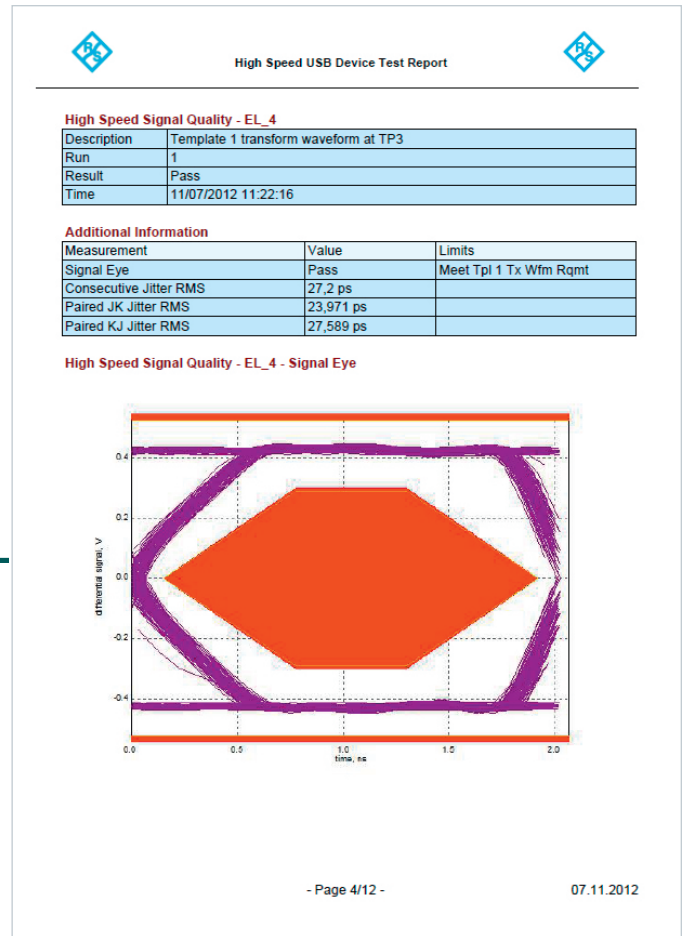 R S
High Speed USB Device Test Report
R S
High Speed Signal Quality - EL_4
Description Template 1 transform waveform at TP3
Run 1
Result Pass
Time 11/07/2012 11:22:16
Additional Information
Measurement Value Limits
Signal Eye Pass Meet Tpl 1 Tx Wfm Rqmt
Consecutive Jitter RMS 27,2 ps
Paired JK Jitter RMS 23,971 ps
Paired KJ Jitter RMS 27,589 ps
High Speed Signal Quality - EL_4 - Signal Eye
0.4
0.2
differential signal, V
0.0
-0.2
-0.4
0.0 0.5 1.0 1.5 2.0
time, ns
- Page 4/12 - 07.11.2012